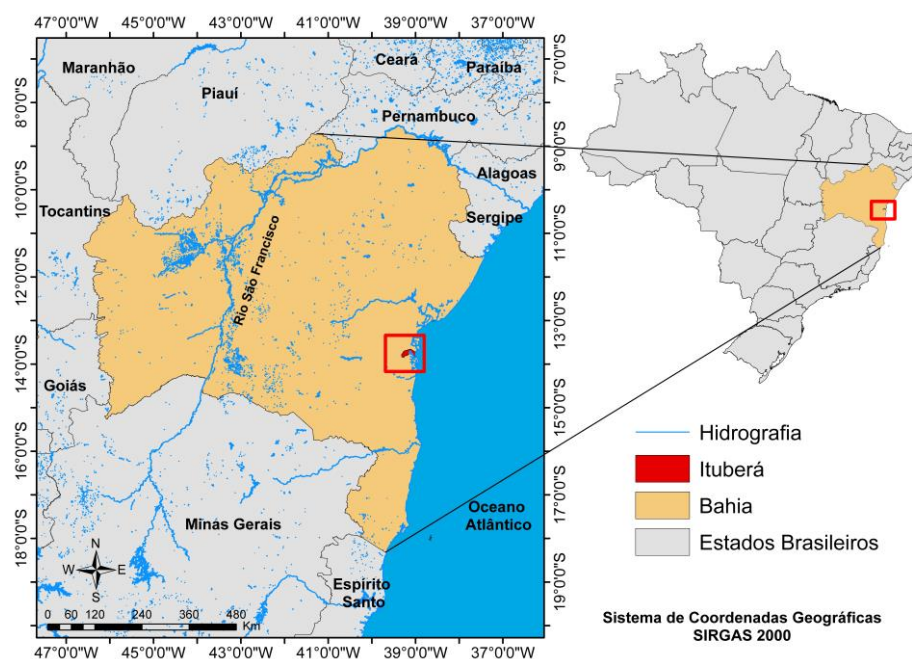 47°0'0"W 45°0'0"W 43°0'0"W 41°0'0"W 39°0'0"W 37°0'0"W
Maranhão
Piauí
Ceará
Paraíba
Pernambuco
Alagoas
Sergipe
Tocantins
Rio São Francisco
Goiás
Minas Gerais
Oceano
Atlântico
Espírito
Santo
N
W E
S
0 60 120 240 360 480
Km
8°0'0"S
10°0'0"S
12°0'0"S
14°0'0"S
16°0'0"S
18°0'0"S
7°0'0"S
9°0'0"S
11°0'0"S
13°0'0"S
15°0'0"S
17°0'0"S
19°0'0"S
47°0'0"W 45°0'0"W 43°0'0"W 41°0'0"W 39°0'0"W 37°0'0"W
Hidrografia
Ituberá
Bahia
Estados Brasileiros
Sistema de Coordenadas Geográficas
SIRGAS 2000